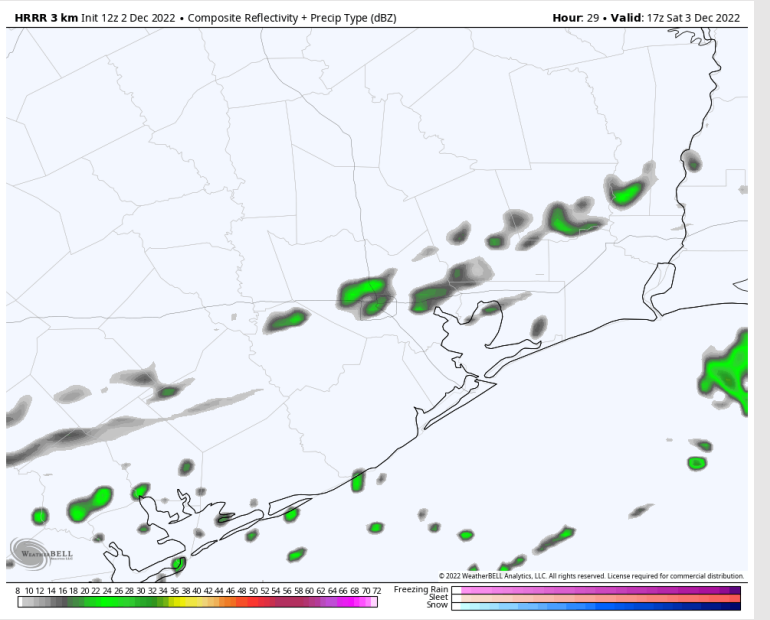 HRRR 3 km Init 12z 2 Dec 2022 • Composite Reflectivity + Precip Type (dBZ)
Hour: 29 • Valid: 17z Sat 3 Dec 2022
WEATHERBELL
© 2022 WeatherBELL Analytics, LLC. All rights reserved. License required for commercial distribution.
8 10 12 14 16 18 20 22 24 26 28 30 32 34 36 38 40 42 44 46 48 50 52 54 56 58 60 62 64 66 68 70 72
Freezing Rain
Sleet
Snow